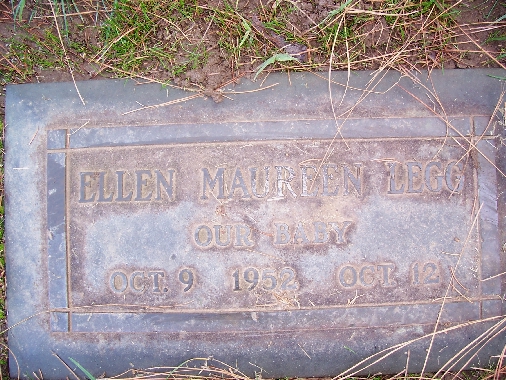 ELLEN MAUREEN LEGG
OUR BABY
OCT. 9 1952 OCT. 12